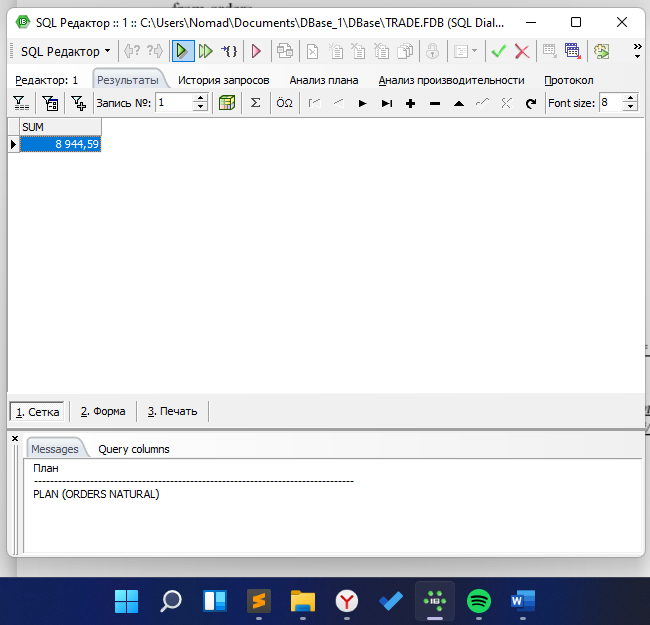 SQL Редактор :: 1 :: C:\Users\Nomad\Documents\DBase_1\DBase\TRADE.FDB (SQL Dial...
SQL Редактор
Редактор: 1 Результаты История запросов Анализ плана Анализ производительности Протокол
Запись №: 1 Σ ÖΩ Font size: 8
SUM
8 944,59
1. Сетка 2. Форма 3. Печать
Messages Query columns
План
--------------------------------------------------------------------------------
PLAN (ORDERS NATURAL)